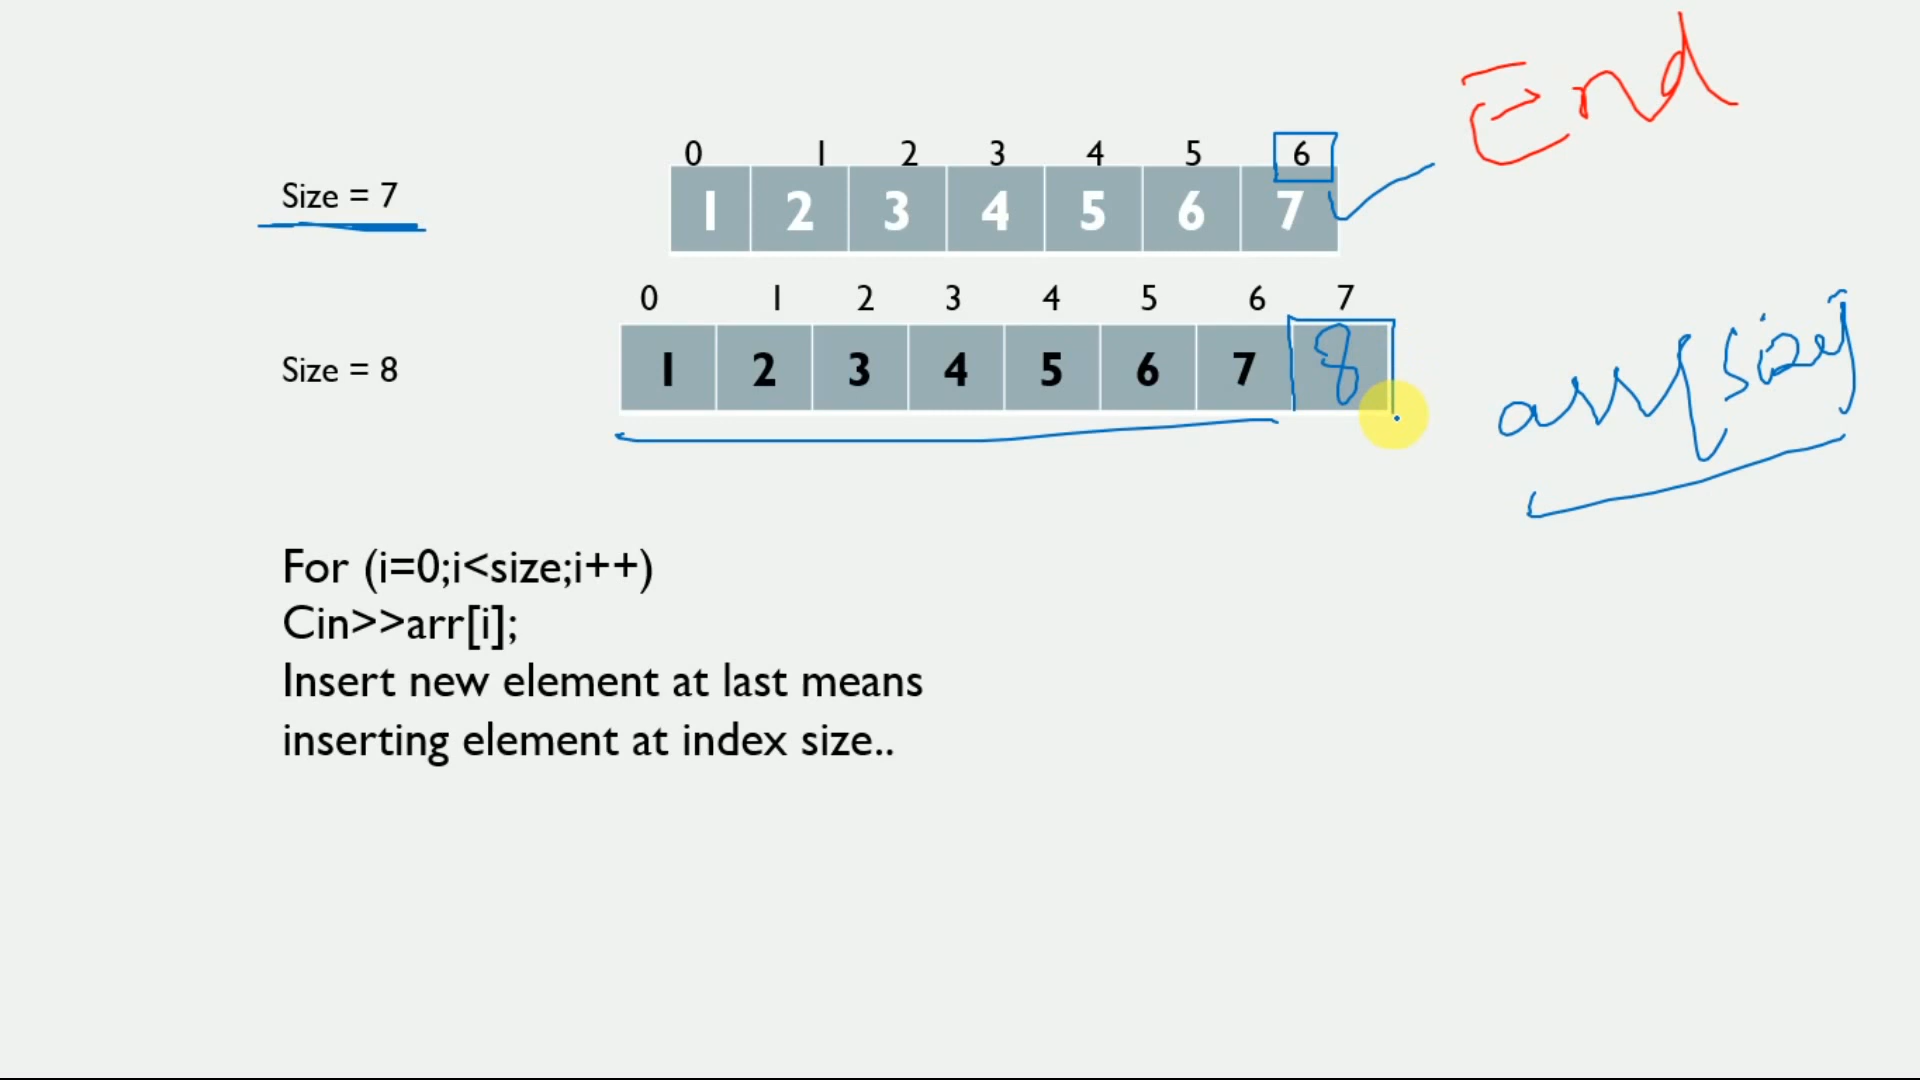 End
0 1 2 3 4 5 6
Size = 7
1 2 3 4 5 6 7
0 1 2 3 4 5 6 7
Size = 8
1 2 3 4 5 6 7 8
arr[size]
For (i=0;i<size;i++)
Cin>>arr[i];
Insert new element at last means
inserting element at index size..